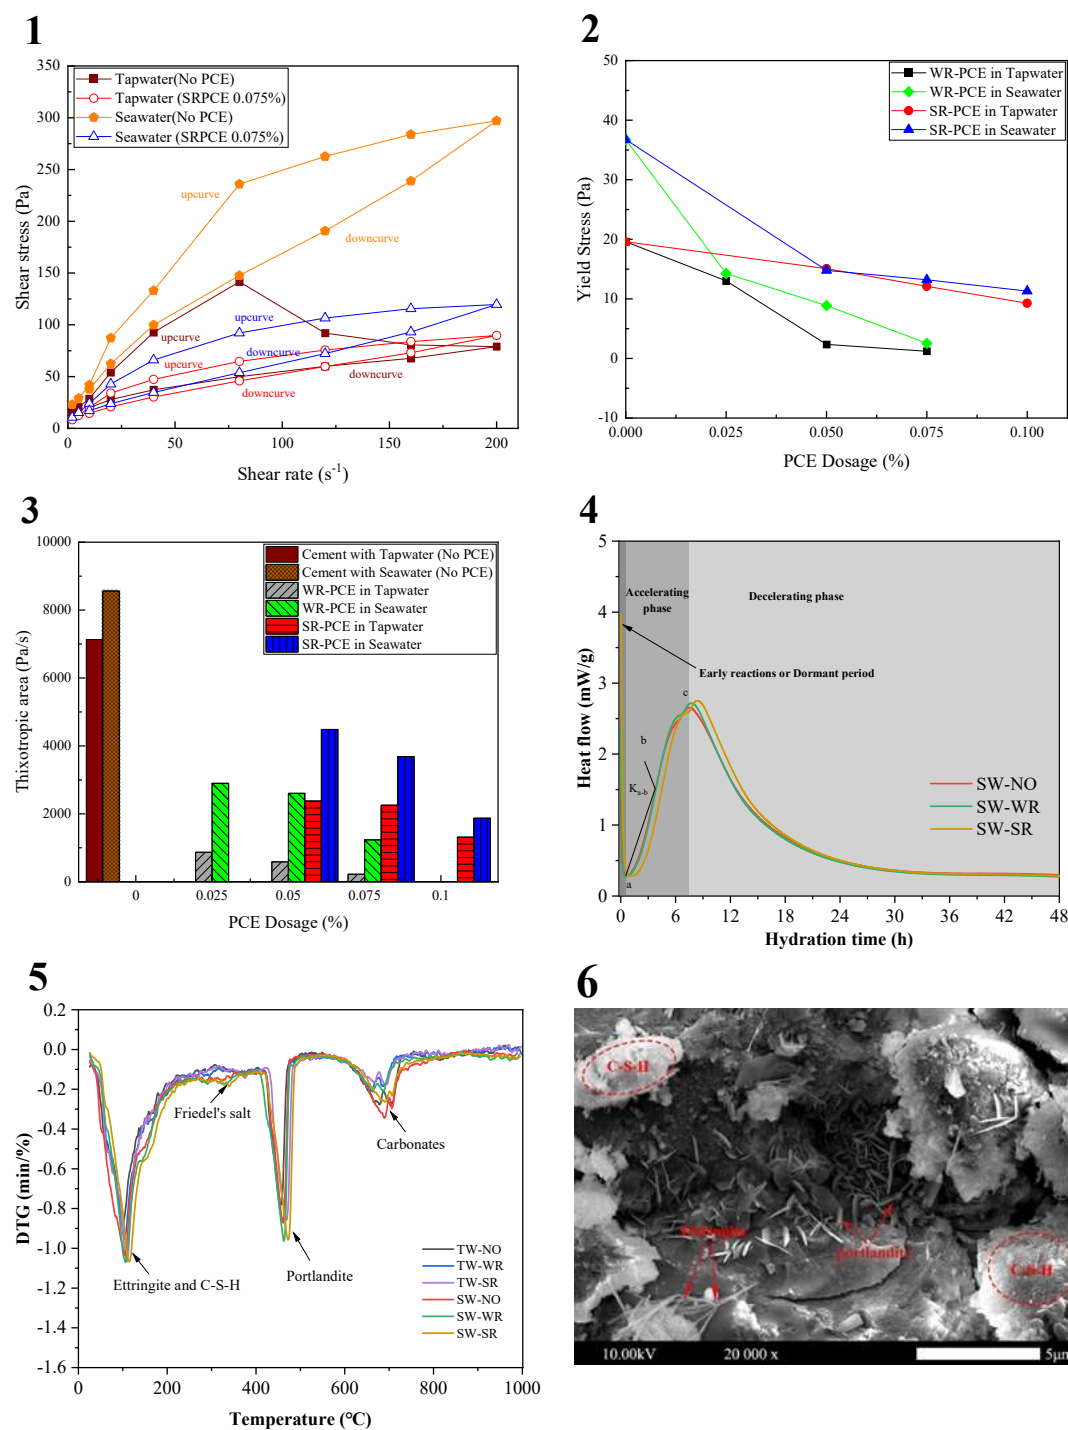 1
350
300
250
200
150
100
50
0
Shear stress (Pa)
Tapwater(No PCE)
Tapwater (SRPCE 0.075%)
Seawater(No PCE)
Seawater (SRPCE 0.075%)
upcurve
downcurve
upcurve
upcurve
downcurve
upcurve
downcurve
downcurve
0 50 100 150 200
Shear rate (s⁻¹)
2
50
40
30
20
10
0
-10
Yield Stress (Pa)
WR-PCE in Tapwater
WR-PCE in Seawater
SR-PCE in Tapwater
SR-PCE in Seawater
0.000 0.025 0.050 0.075 0.100
PCE Dosage (%)
3
10000
8000
6000
4000
2000
0
Thixotropic area (Pa/s)
Cement with Tapwater (No PCE)
Cement with Seawater (No PCE)
WR-PCE in Tapwater
WR-PCE in Seawater
SR-PCE in Tapwater
SR-PCE in Seawater
0 0.025 0.05 0.075 0.1
PCE Dosage (%)
4
5
4
3
2
1
0
Heat flow (mW/g)
Accelerating
phase
Decelerating phase
Early reactions or Dormant period
c
b
Kₐ₋b
a
SW-NO
SW-WR
SW-SR
0 6 12 18 24 30 36 42 48
Hydration time (h)
5
0.2
0.0
-0.2
-0.4
-0.6
-0.8
-1.0
-1.2
-1.4
-1.6
DTG (min/%)
Friedel's salt
Carbonates
Ettringite and C-S-H
Portlandite
TW-NO
TW-WR
TW-SR
SW-NO
SW-WR
SW-SR
0 200 400 600 800 1000
Temperature (℃)
6
C-S-H
Ettringite
portlandite
C-S-H
10.00kV 20 000 x 5μm